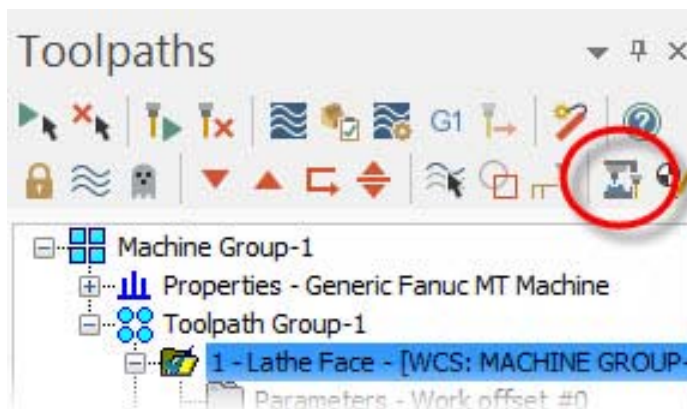 Toolpaths
G1
Machine Group-1
Properties - Generic Fanuc MT Machine
Toolpath Group-1
1 - Lathe Face - [WCS: MACHINE GROUP-
Parameters - Work offset #0